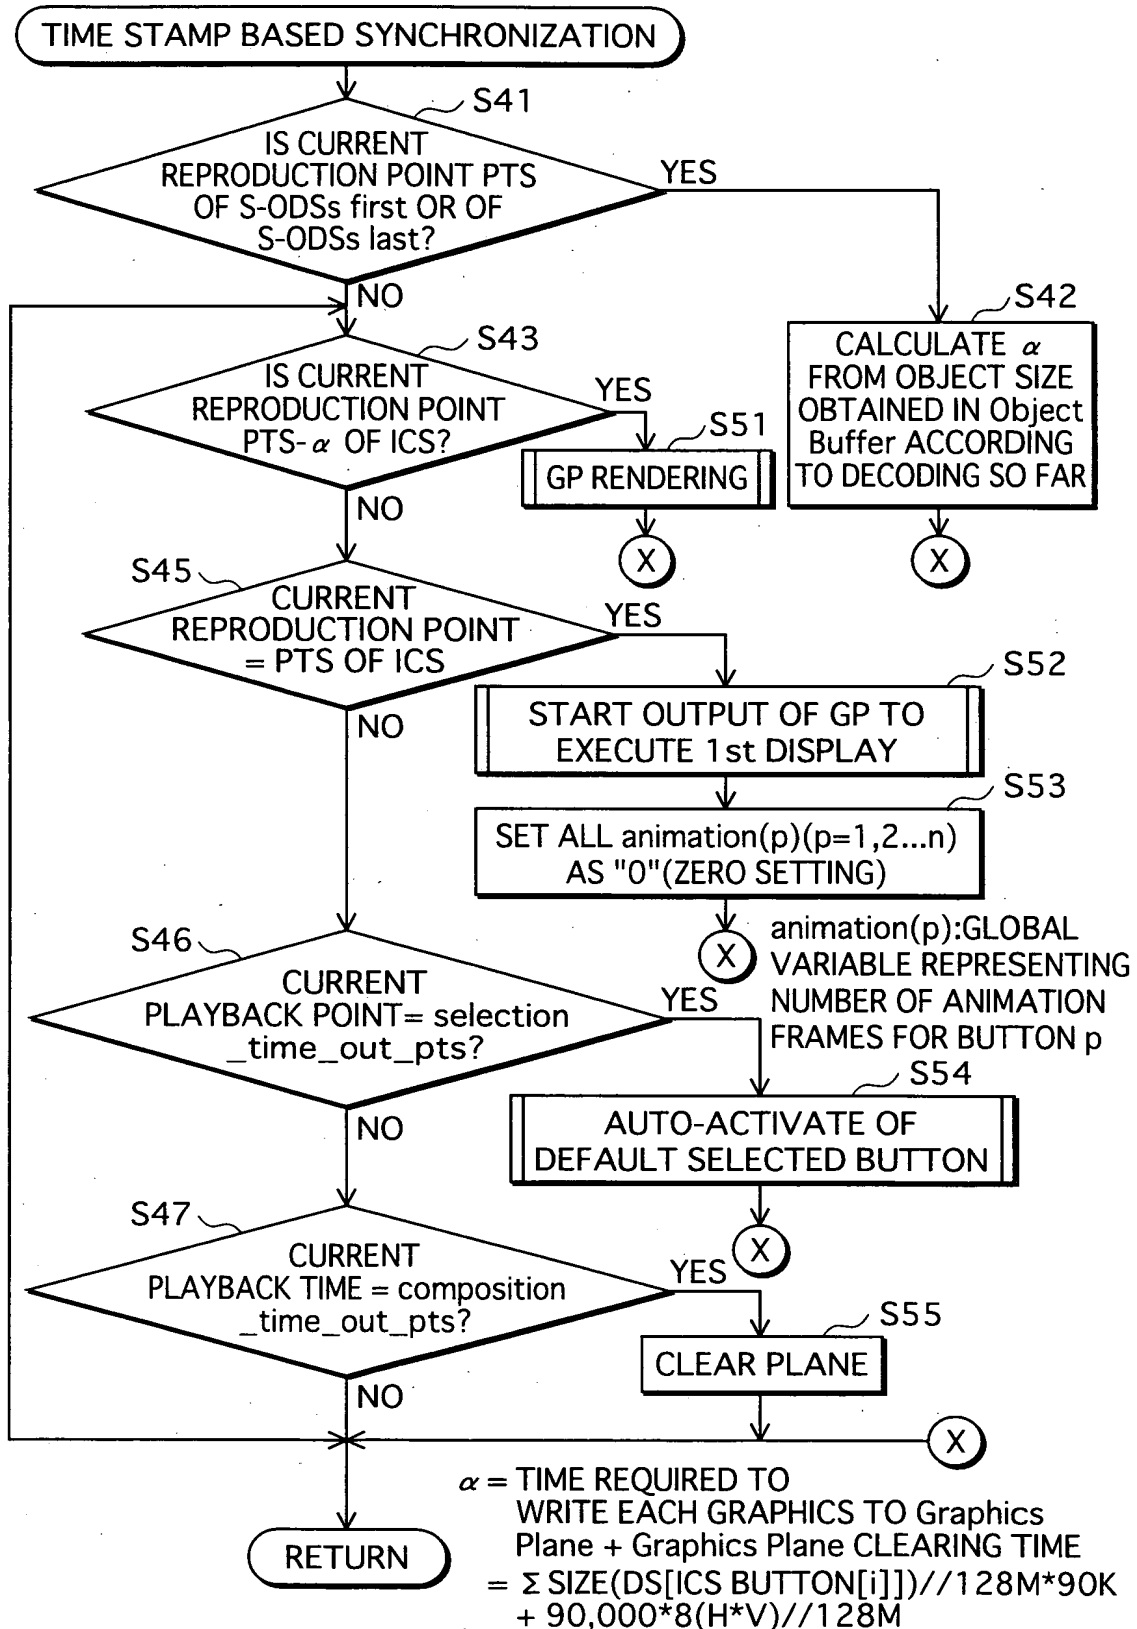 TIME STAMP BASED SYNCHRONIZATION
S41
IS CURRENT
REPRODUCTION POINT PTS
OF S-ODSs first OR OF
S-ODSs last?
YES
NO
S42
CALCULATE α
FROM OBJECT SIZE
OBTAINED IN Object
Buffer ACCORDING
TO DECODING SO FAR
X
S43
IS CURRENT
REPRODUCTION POINT
PTS-α OF ICS?
YES
NO
S51
GP RENDERING
X
S45
CURRENT
REPRODUCTION POINT
= PTS OF ICS
YES
NO
S52
START OUTPUT OF GP TO
EXECUTE 1st DISPLAY
S53
SET ALL animation(p)(p=1,2...n)
AS "0"(ZERO SETTING)
X
animation(p):GLOBAL
VARIABLE REPRESENTING
NUMBER OF ANIMATION
FRAMES FOR BUTTON p
S46
CURRENT
PLAYBACK POINT= selection
_time_out_pts?
YES
NO
S54
AUTO-ACTIVATE OF
DEFAULT SELECTED BUTTON
X
S47
CURRENT
PLAYBACK TIME = composition
_time_out_pts?
YES
NO
S55
CLEAR PLANE
X
RETURN
α = TIME REQUIRED TO
WRITE EACH GRAPHICS TO Graphics
Plane + Graphics Plane CLEARING TIME
= Σ SIZE(DS[ICS BUTTON[i]])//128M*90K
+ 90,000*8(H*V)//128M